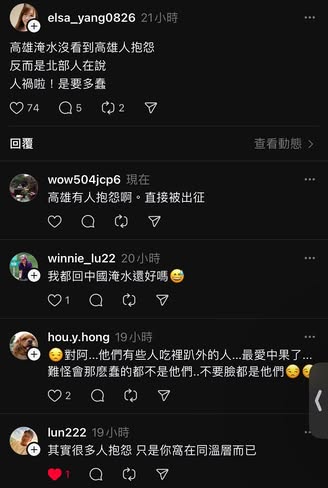 elsa_yang0826 21小時
高雄淹水沒看到高雄人抱怨
反而是北部人在說
人禍啦！是要多蠢
74 5 2
回覆 查看動態
wow504jcp6 現在
高雄有人抱怨啊。直接被出征
winnie_lu22 20小時
我都回中國淹水還好嗎😅
1
hou.y.hong 19小時
😒對阿...他們有些人吃裡趴外的人...最愛中果了...
難怪會那麼蠢的都不是他們..不要臉都是他們😒
2
lun222 19小時
其實很多人抱怨 只是你窩在同溫層而已
1